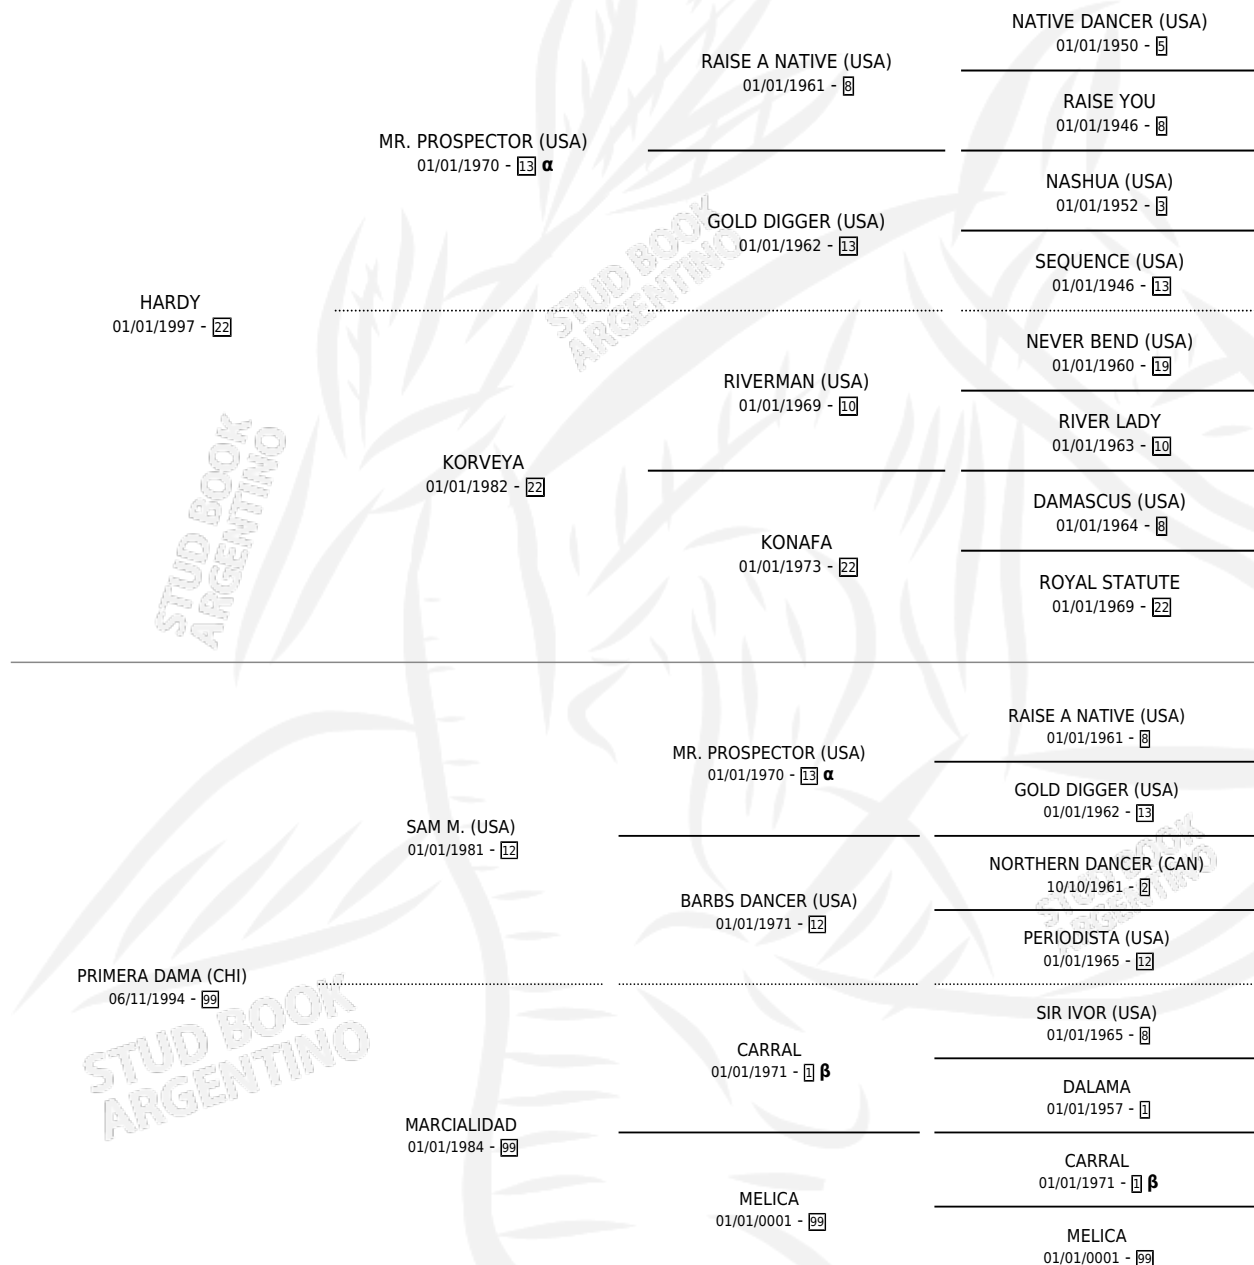 NATIVE DANCER (USA)
01/01/1950 - 5
RAISE A NATIVE (USA)
01/01/1961 - 8
RAISE YOU
01/01/1946 - 8
MR. PROSPECTOR (USA)
01/01/1970 - 13 α
NASHUA (USA)
01/01/1952 - 3
GOLD DIGGER (USA)
01/01/1962 - 13
SEQUENCE (USA)
01/01/1946 - 13
HARDY
01/01/1997 - 22
NEVER BEND (USA)
01/01/1960 - 19
RIVERMAN (USA)
01/01/1969 - 10
RIVER LADY
01/01/1963 - 10
KORVEYA
01/01/1982 - 22
DAMASCUS (USA)
01/01/1964 - 8
KONAFA
01/01/1973 - 22
ROYAL STATUTE
01/01/1969 - 22
RAISE A NATIVE (USA)
01/01/1961 - 8
MR. PROSPECTOR (USA)
01/01/1970 - 13 α
GOLD DIGGER (USA)
01/01/1962 - 13
SAM M. (USA)
01/01/1981 - 12
NORTHERN DANCER (CAN)
10/10/1961 - 2
BARBS DANCER (USA)
01/01/1971 - 12
PERIODISTA (USA)
01/01/1965 - 12
PRIMERA DAMA (CHI)
06/11/1994 - 99
SIR IVOR (USA)
01/01/1965 - 8
CARRAL
01/01/1971 - 1 β
DALAMA
01/01/1957 - 1
MARCIALIDAD
01/01/1984 - 99
CARRAL
01/01/1971 - 1 β
MELICA
01/01/0001 - 99
MELICA
01/01/0001 - 99
STUD BOOK
ARGENTINO
STUD BOOK
ARGENTINO
STUD BOOK
ARGENTINO
STUD BOOK
ARGENTINO